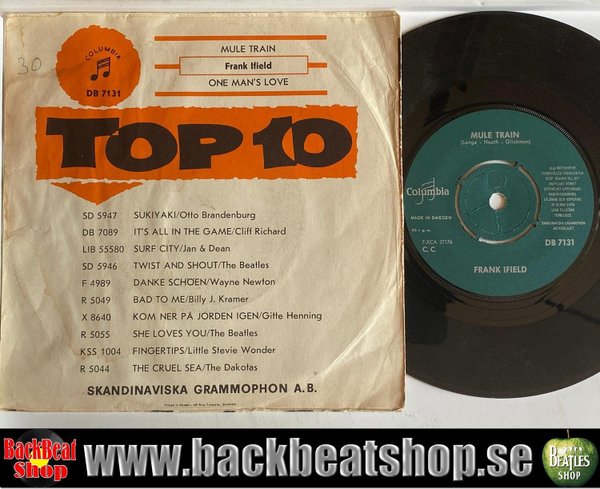 30
COLUMBIA
DB 7131
MULE TRAIN
Frank Ifield
ONE MAN'S LOVE
TOP 10
SD 5947 SUKIYAKI/Otto Brandenburg
DB 7089 IT'S ALL IN THE GAME/Cliff Richard
LIB 55580 SURF CITY/Jan & Dean
SD 5946 TWIST AND SHOUT/The Beatles
F 4989 DANKE SCHÖEN/Wayne Newton
R 5049 BAD TO ME/Billy J. Kramer
X 8640 KOM NER PÅ JORDEN IGEN/Gitte Henning
R 5055 SHE LOVES YOU/The Beatles
KSS 1004 FINGERTIPS/Little Stevie Wonder
R 5044 THE CRUEL SEA/The Dakotas
SKANDINAVISKA GRAMMOPHON A.B.
MULE TRAIN
(Lange - Heath - Glickman)
Columbia
MADE IN SWEDEN
45 r.p.m.
7-XCA 27176
C. C.
DB 7131
FRANK IFIELD
BackBeat
Shop
www.backbeatshop.se
BEATLES
SHOP